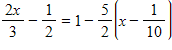 2x/3 − 1/2 = 1 − 5/2 (x − 1/10)